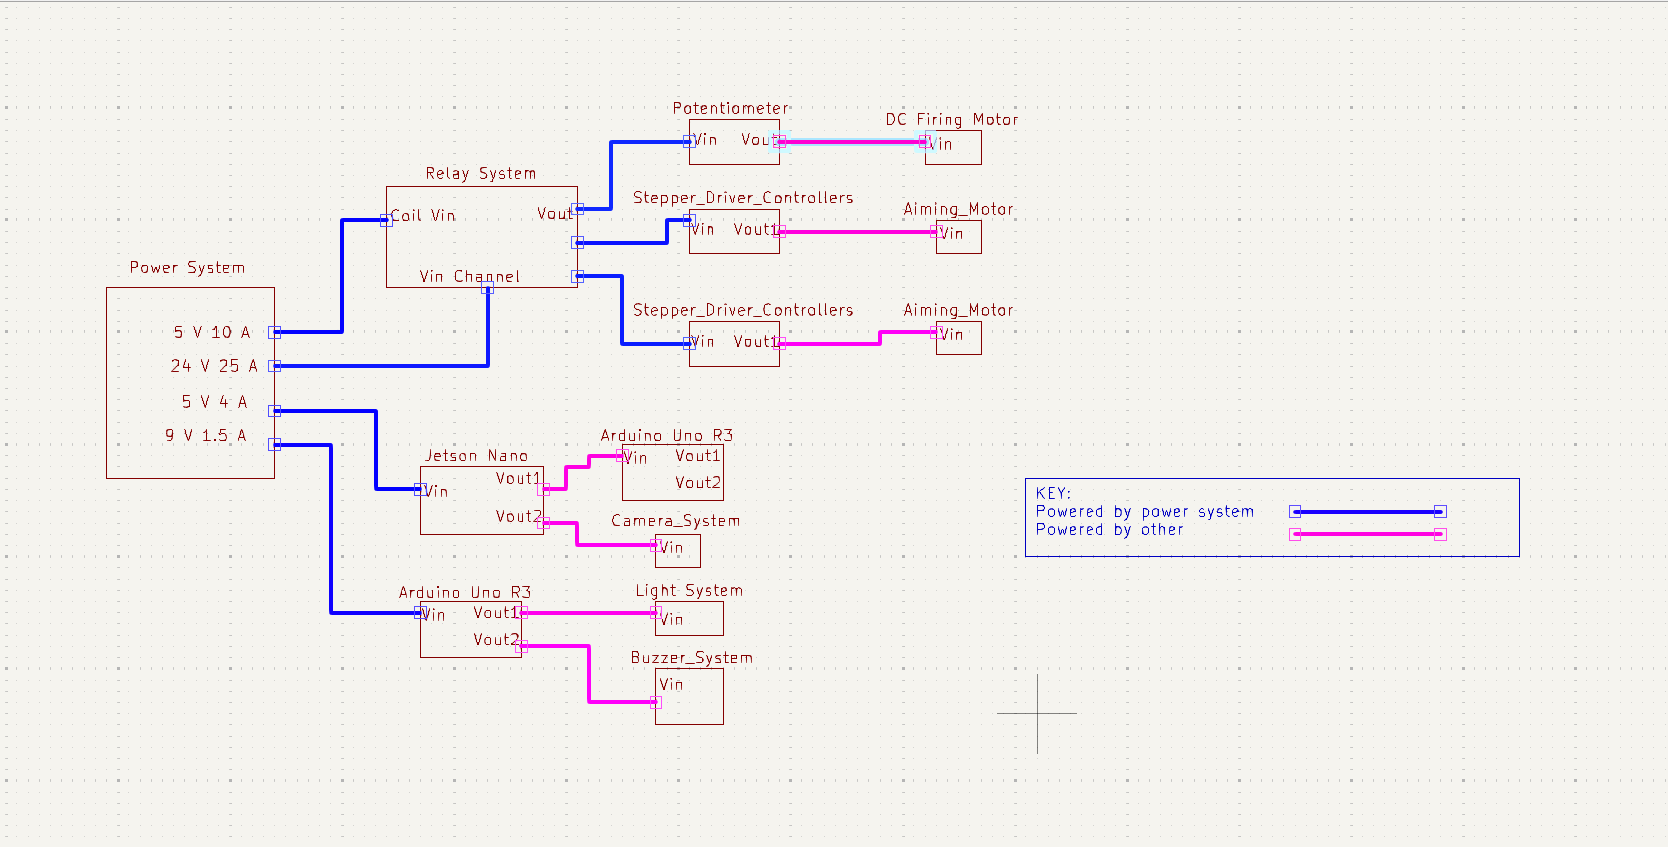 Potentiometer
Vin Vout
DC Firing Motor
Vin
Relay System
Coil Vin Vout
Vin Channel
Stepper_Driver_Controllers
Vin Vout1
Aiming_Motor
Vin
Power System
5 V 10 A
24 V 25 A
5 V 4 A
9 V 1.5 A
Stepper_Driver_Controllers
Vin Vout1
Aiming_Motor
Vin
Arduino Uno R3
Vin Vout1
Vout2
Jetson Nano
Vout1
Vin
Vout2
Camera_System
Vin
KEY:
Powered by power system
Powered by other
Arduino Uno R3
Vin Vout1
Vout2
Light System
Vin
Buzzer_System
Vin